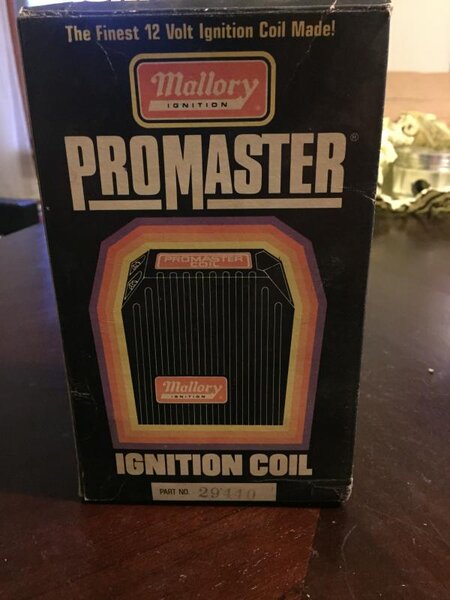 The Finest 12 Volt Ignition Coil Made!
Mallory
IGNITION
PROMASTER®
PROMASTER
COIL
Mallory
IGNITION
IGNITION COIL
PART NO. 29440